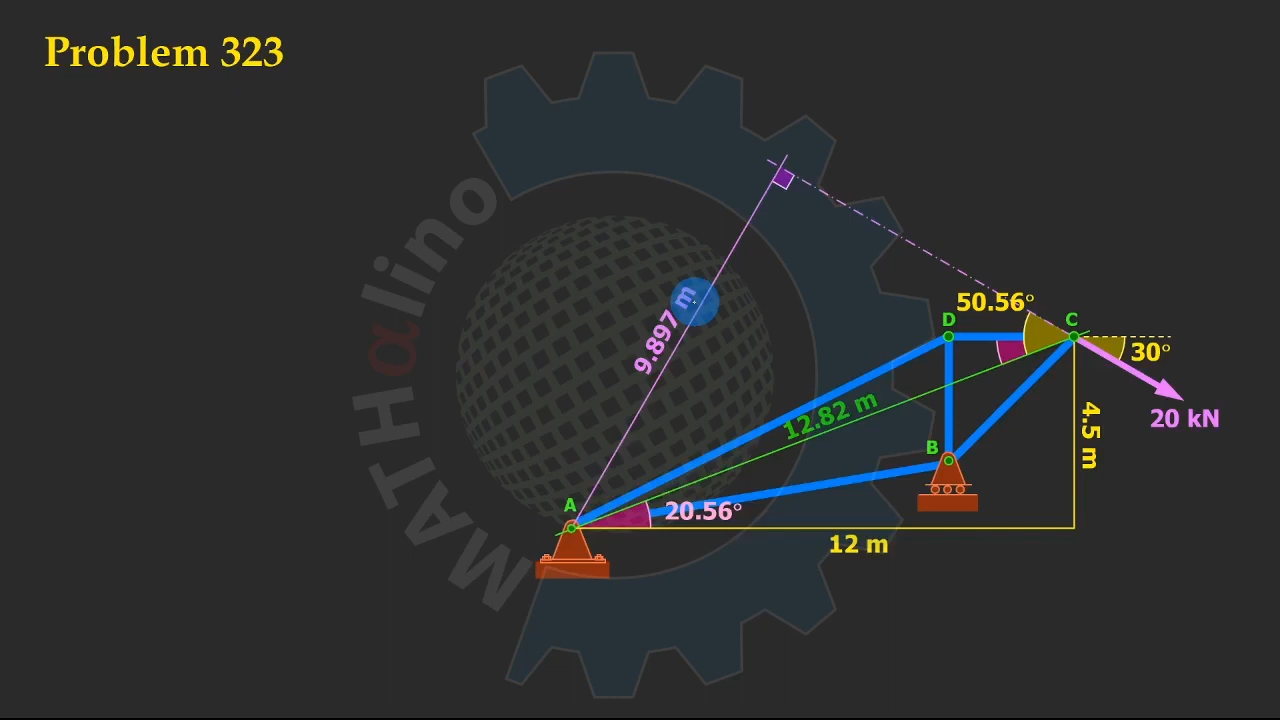 Problem 323
MATHalino
9.897 m
50.56°
D
C
30°
20 kN
12.82 m
4.5 m
B
A
20.56°
12 m